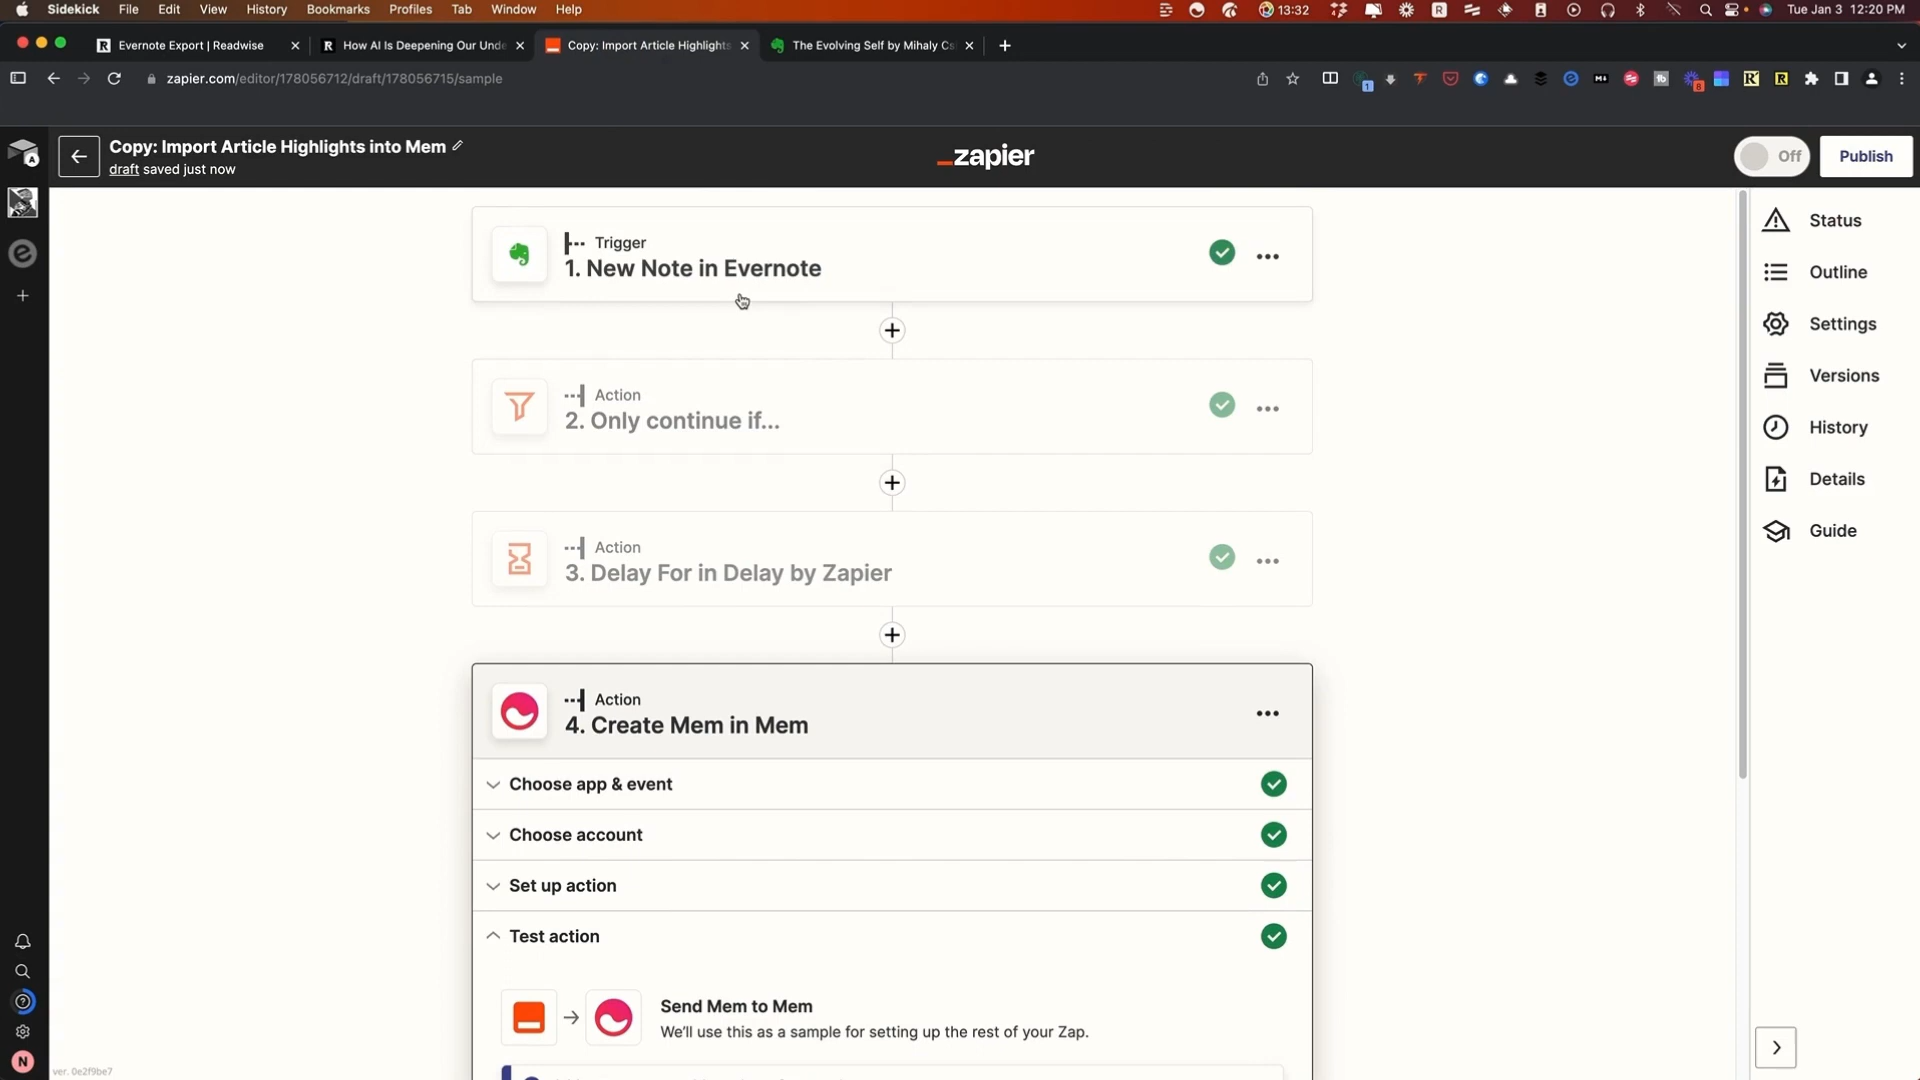 Sidekick File Edit View History Bookmarks Profiles Tab Window Help 13:32 Tue Jan 3 12:20 PM
Evernote Export | Readwise How AI Is Deepening Our Unde Copy: Import Article Highlights The Evolving Self by Mihaly Cs
zapier.com/editor/178056712/draft/178056715/sample
Copy: Import Article Highlights into Mem
draft saved just now
_zapier
Off
Publish
Trigger
1. New Note in Evernote
Action
2. Only continue if...
Action
3. Delay For in Delay by Zapier
Action
4. Create Mem in Mem
Choose app & event
Choose account
Set up action
Test action
Send Mem to Mem
We'll use this as a sample for setting up the rest of your Zap.
Status
Outline
Settings
Versions
History
Details
Guide
N
ver. 0e2f9be7